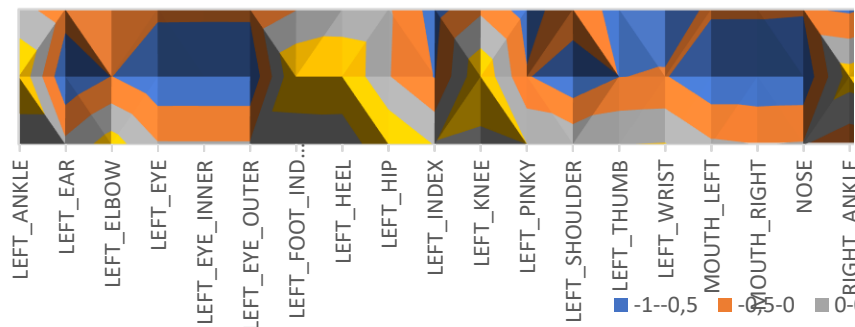 LEFT_ANKLE
LEFT_EAR
LEFT_ELBOW
LEFT_EYE
LEFT_EYE_INNER
LEFT_EYE_OUTER
LEFT_FOOT_IND...
LEFT_HEEL
LEFT_HIP
LEFT_INDEX
LEFT_KNEE
LEFT_PINKY
LEFT_SHOULDER
LEFT_THUMB
LEFT_WRIST
MOUTH_LEFT
MOUTH_RIGHT
NOSE
RIGHT_ANKLE
-1--0,5
-0,5-0